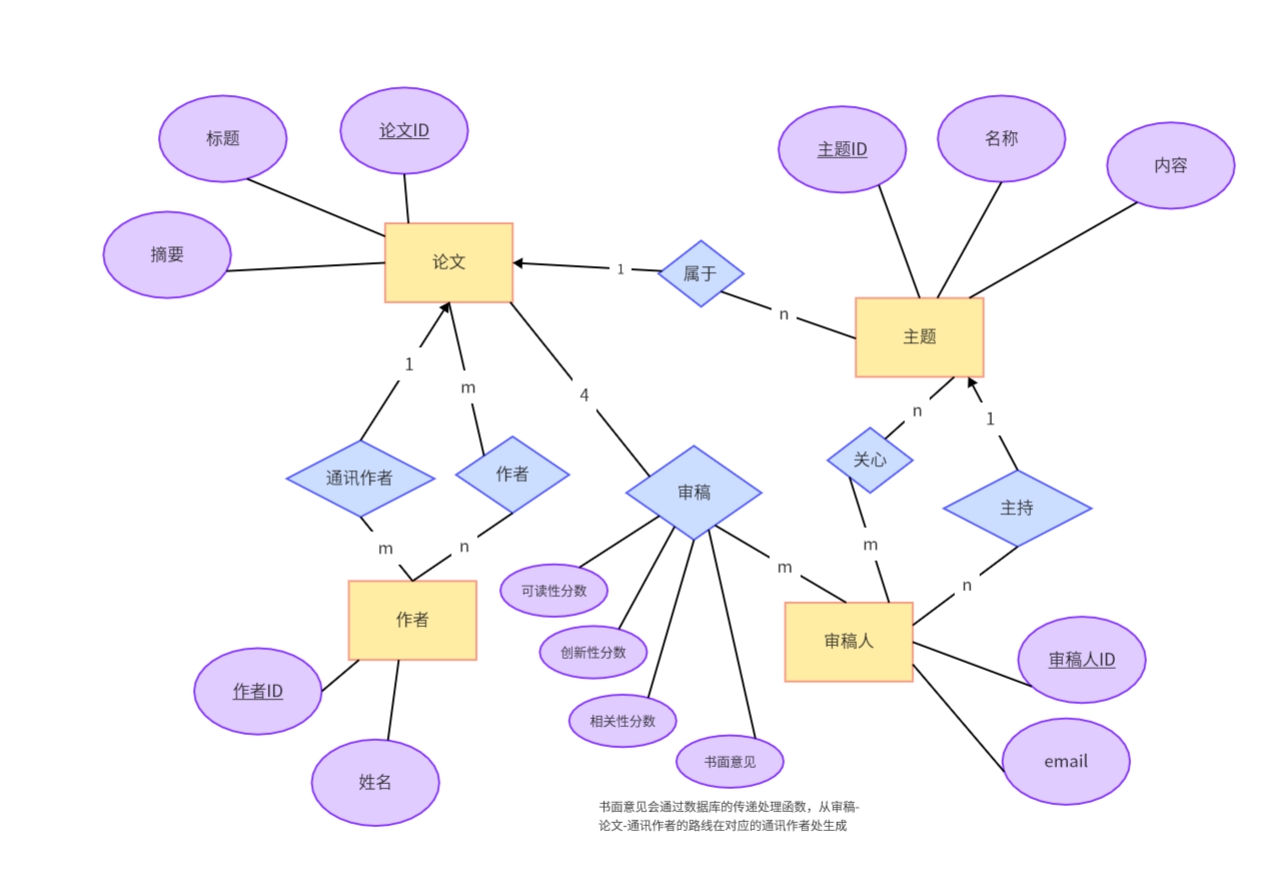 论文ID
标题
名称
主题ID
内容
摘要
论文
属于
1
n
主题
1
m
4
n
1
通讯作者
作者
审稿
关心
主持
m
n
m
m
n
可读性分数
作者
审稿人
创新性分数
审稿人ID
作者ID
相关性分数
书面意见
email
姓名
书面意见会通过数据库的传递处理函数，从审稿-
论文-通讯作者的路线在对应的通讯作者处生成